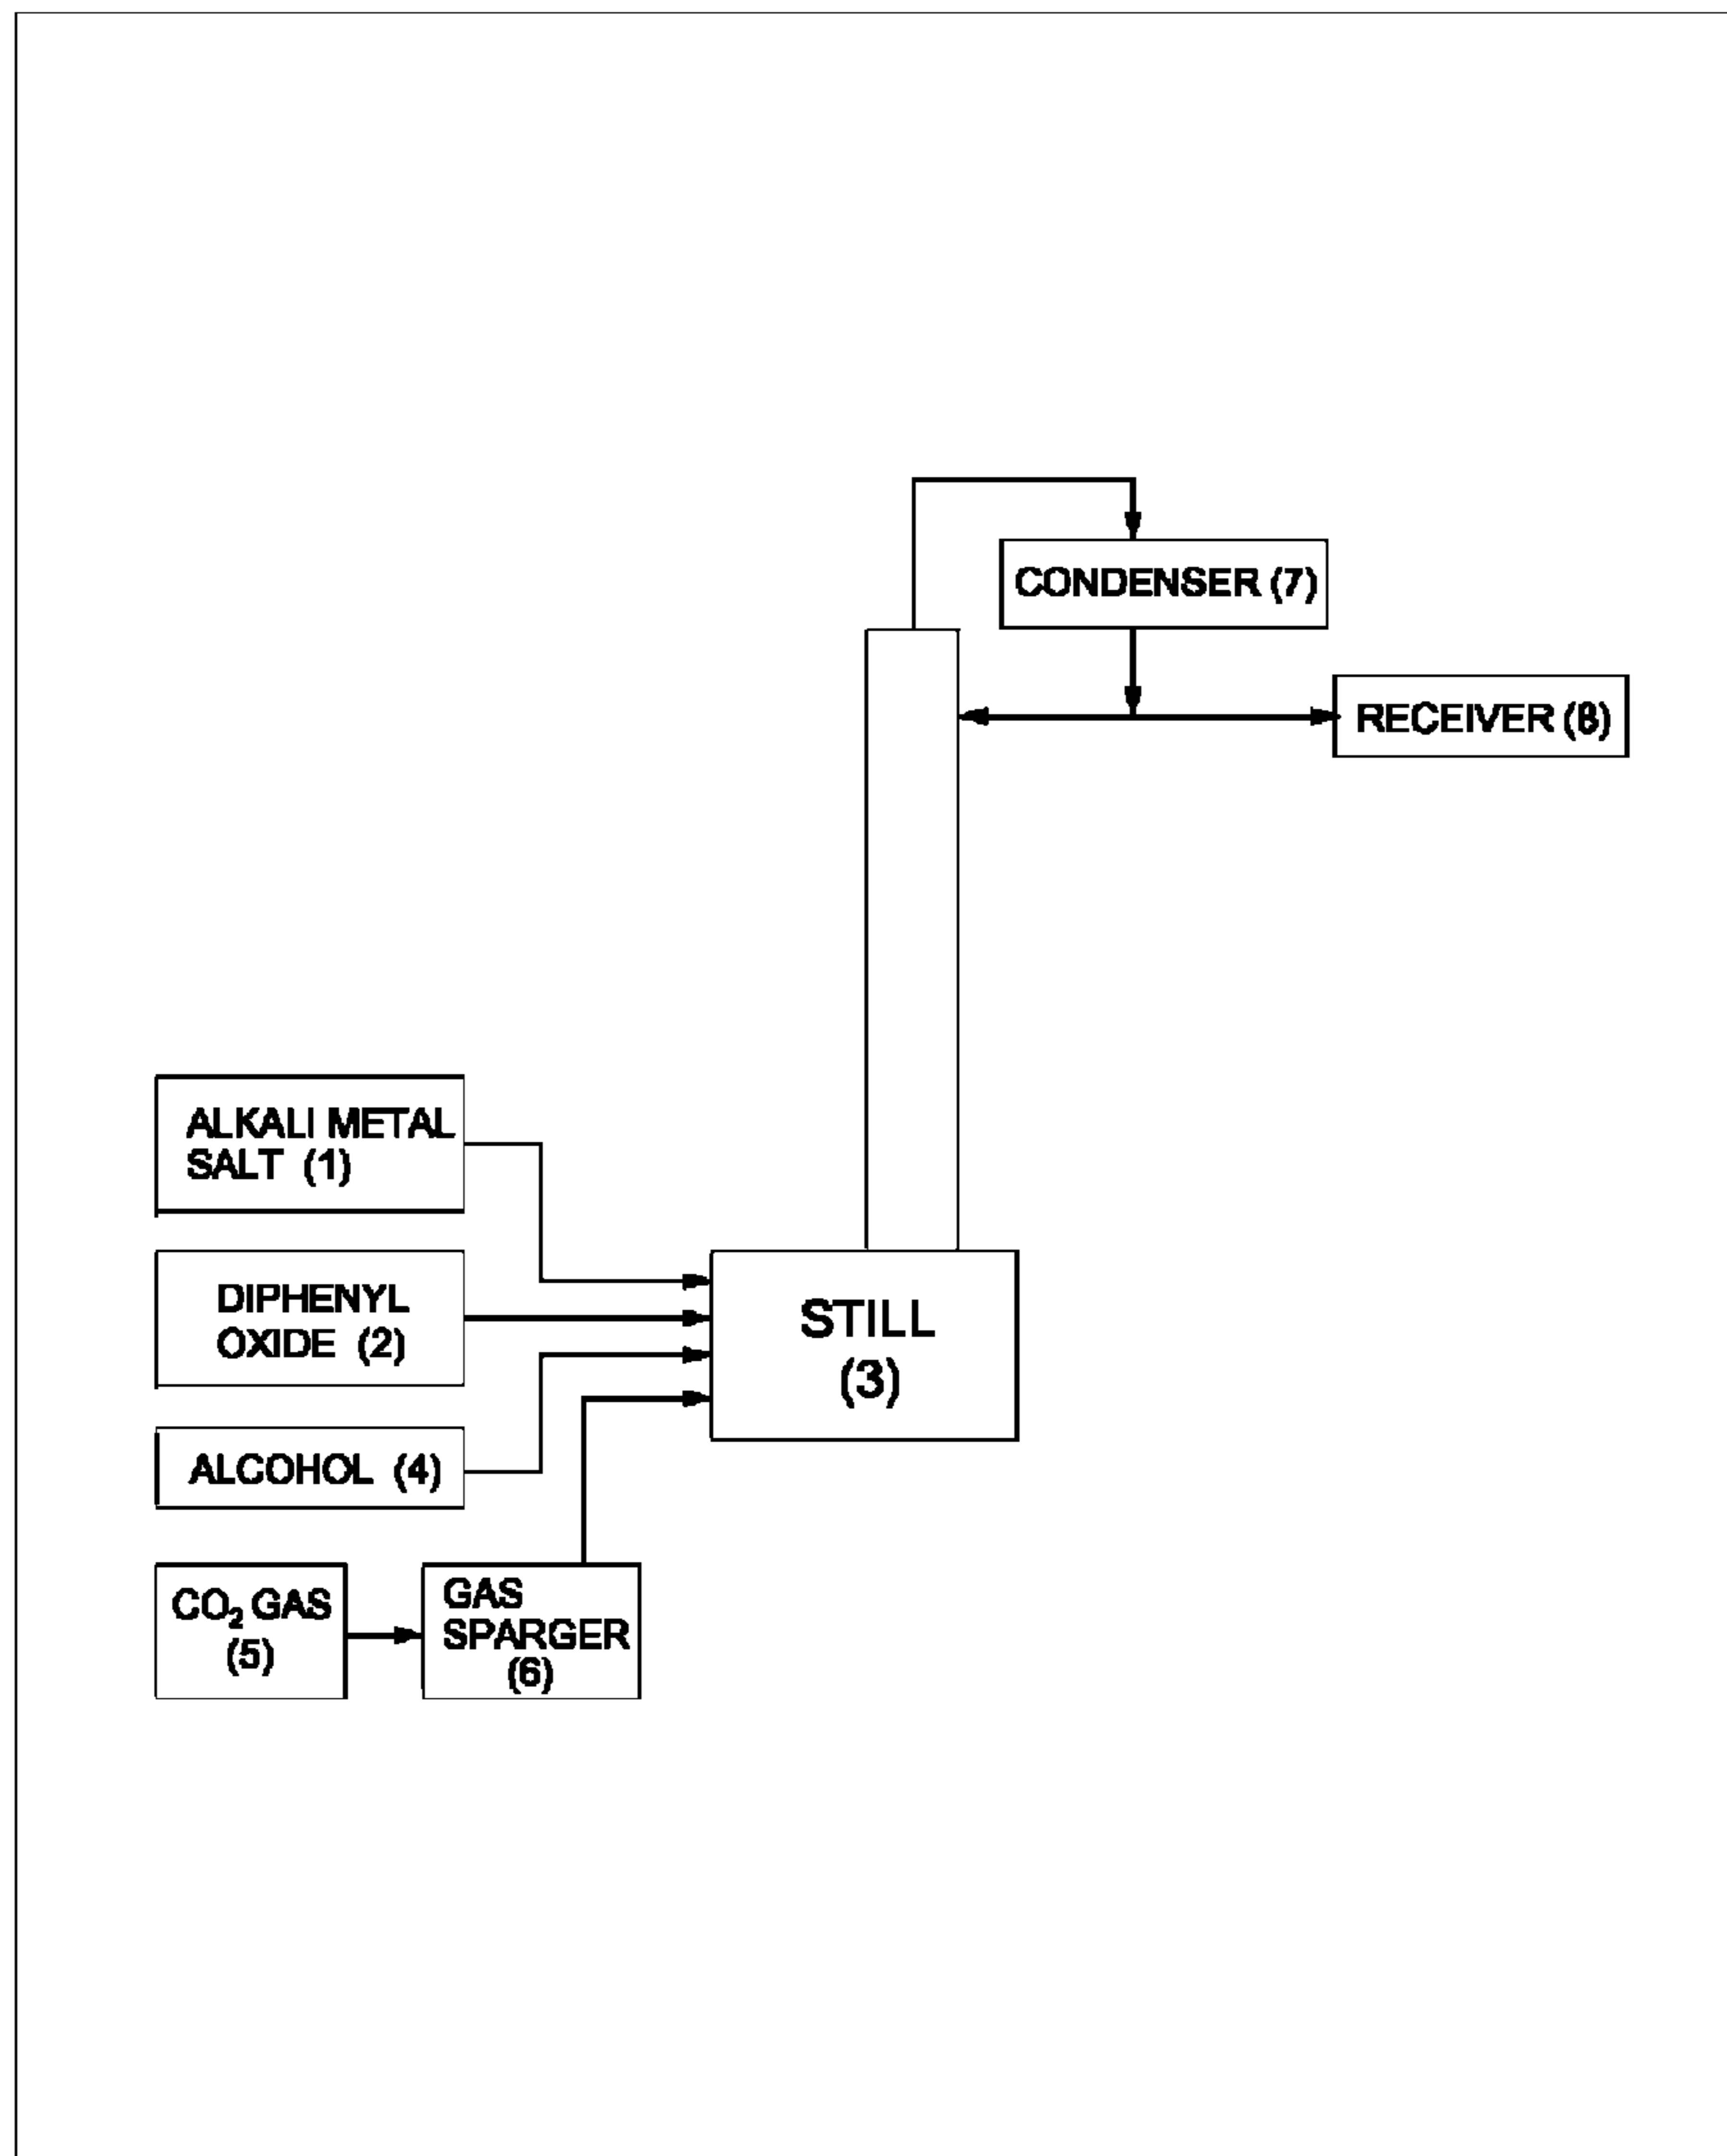 CONDENSER (7)
RECEIVER (8)
ALKALI METAL
SALT (1)
DIPHENYL
OXIDE (2)
STILL
(3)
ALCOHOL (4)
CO₂ GAS
(5)
GAS
SPARGER
(6)